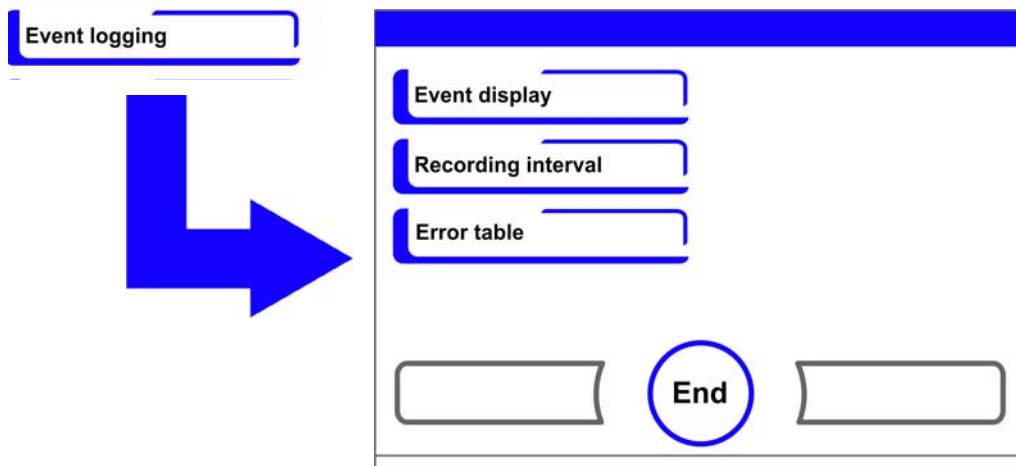 Event logging
Event display
Recording interval
Error table
End